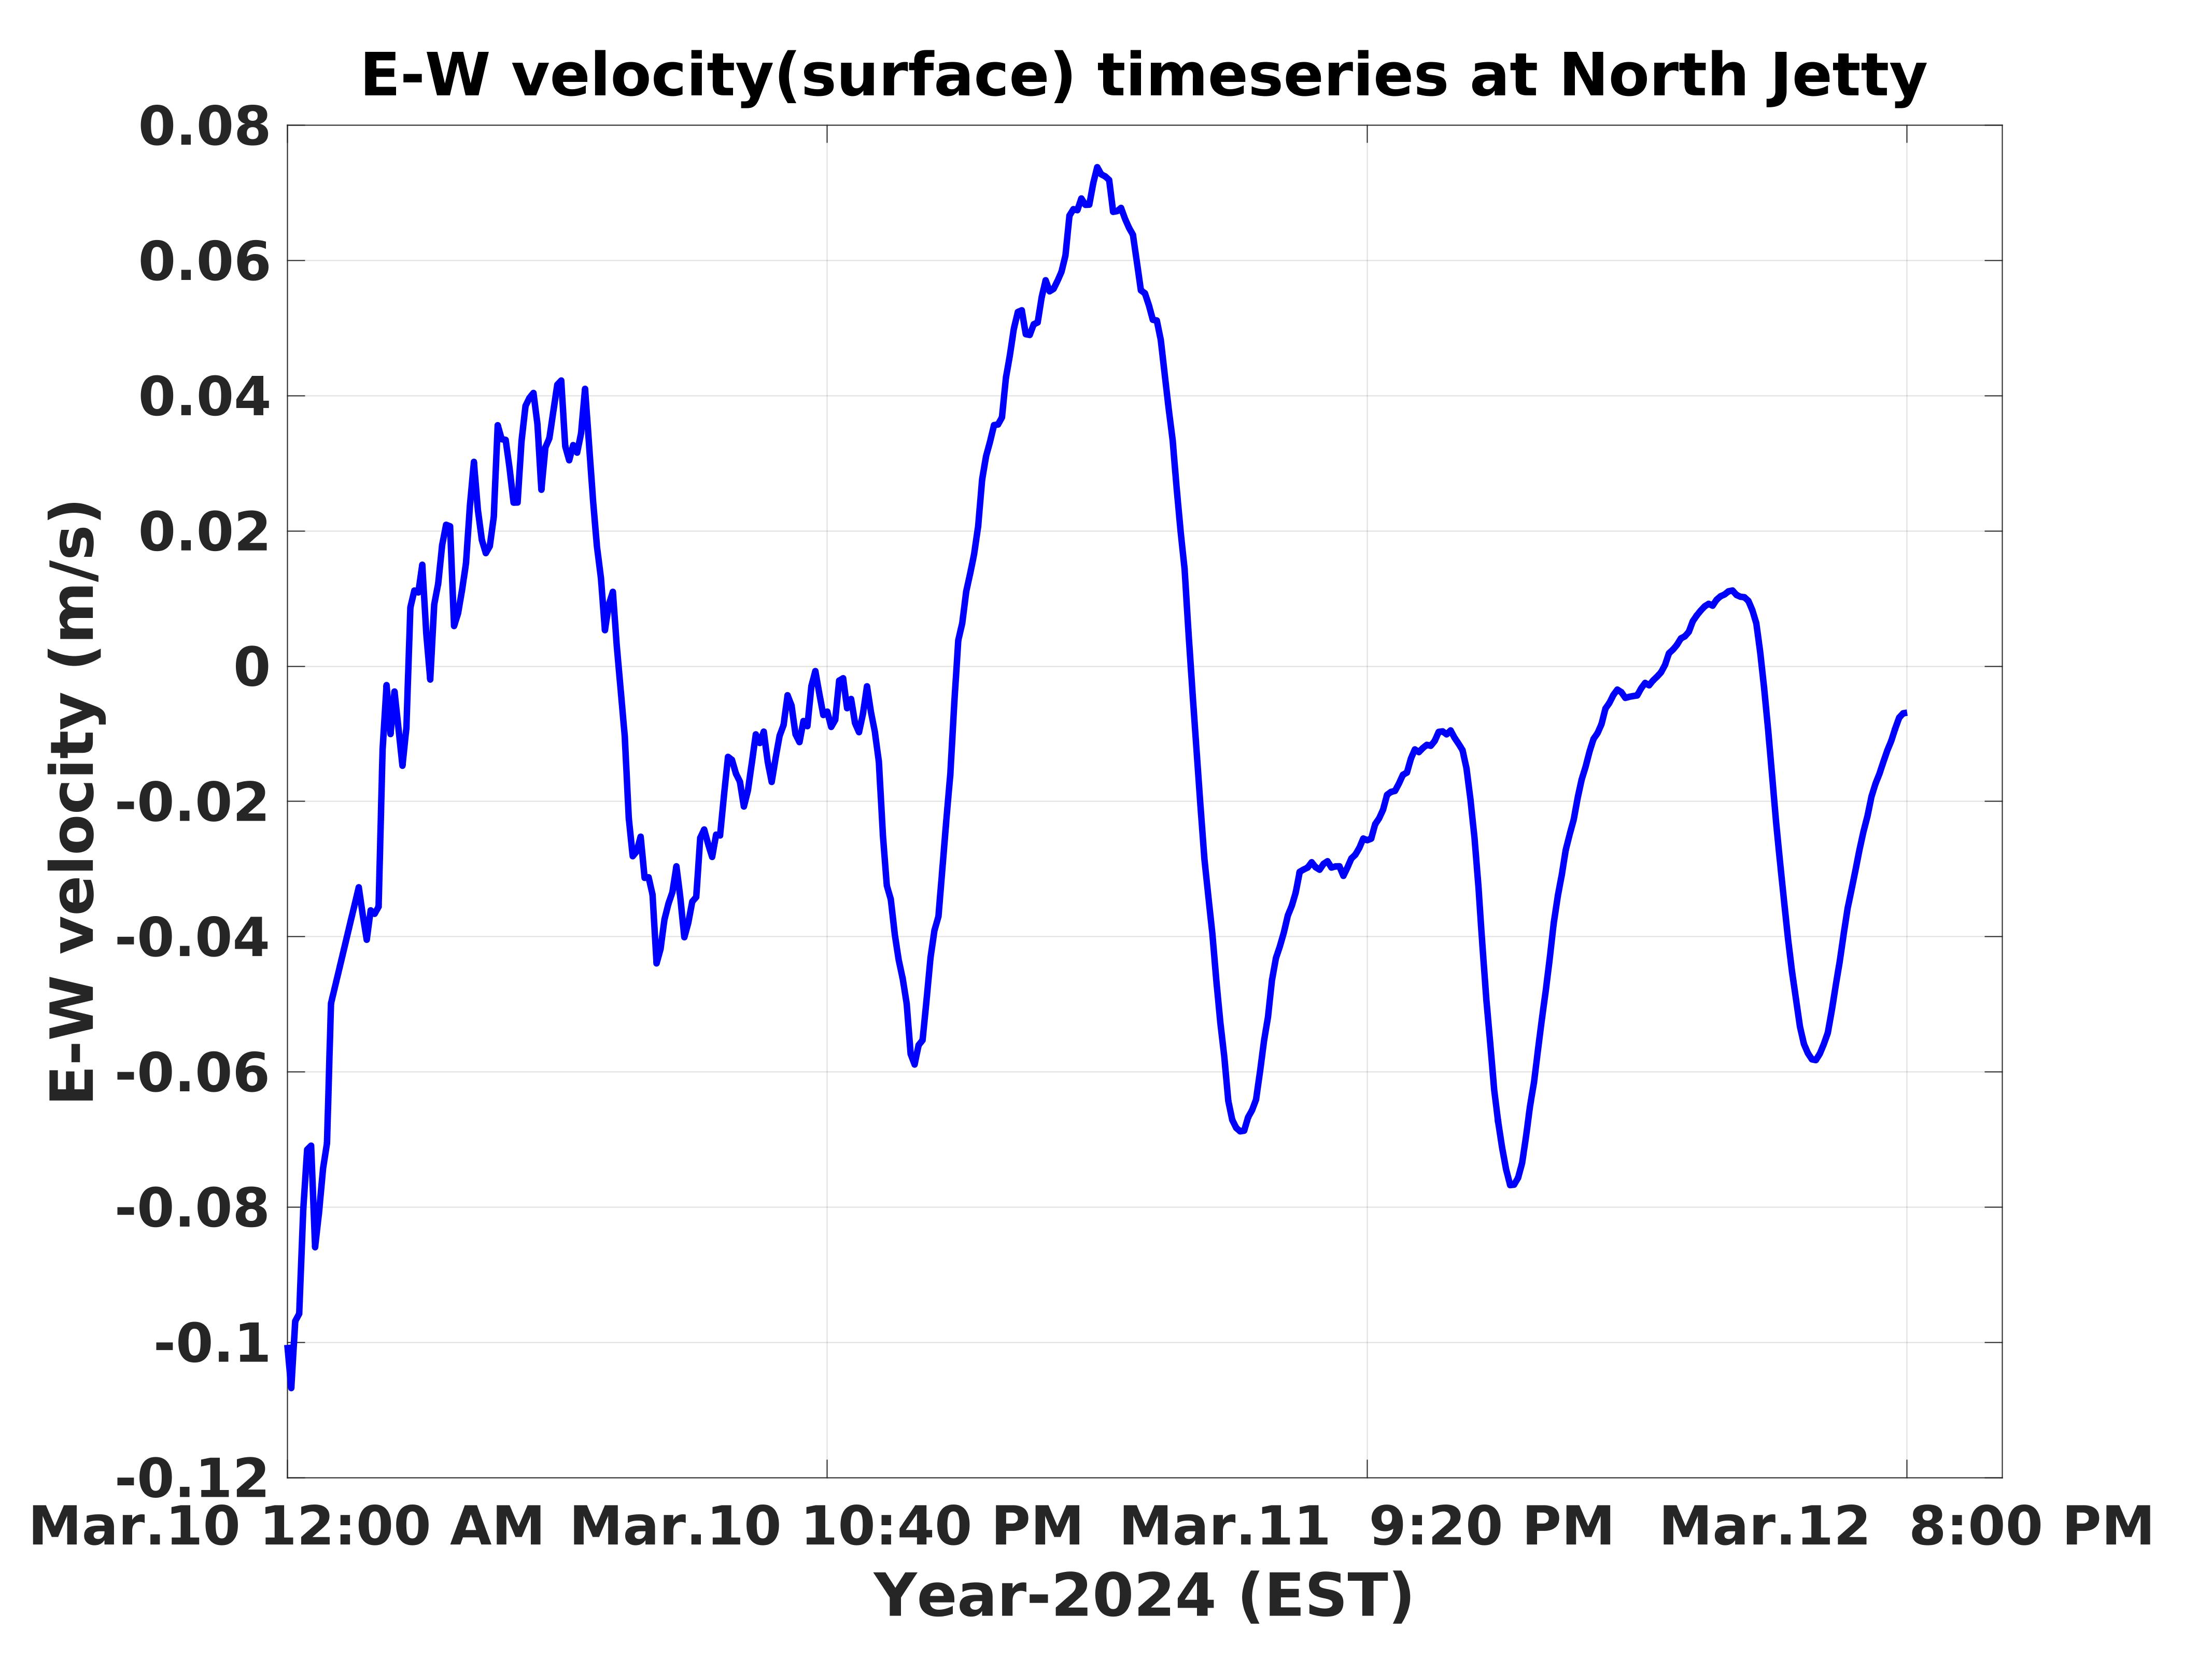 E-W velocity(surface) timeseries at North Jetty
E-W velocity (m/s)
0.08
0.06
0.04
0.02
0
-0.02
-0.04
-0.06
-0.08
-0.1
-0.12
Mar.10 12:00 AM Mar.10 10:40 PM Mar.11 9:20 PM Mar.12 8:00 PM
Year-2024 (EST)